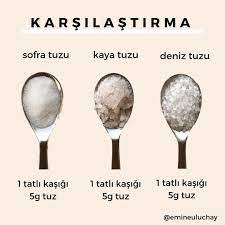 KARŞILAŞTIRMA
sofra tuzu kaya tuzu deniz tuzu
1 tatlı kaşığı 1 tatlı kaşığı 1 tatlı kaşığı
5g tuz 5g tuz 5g tuz
@emineuluchay